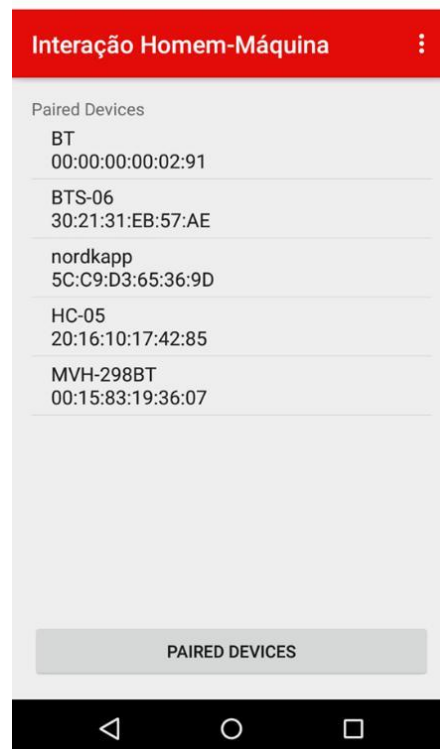 Interação Homem-Máquina
Paired Devices
BT
00:00:00:00:02:91
BTS-06
30:21:31:EB:57:AE
nordkapp
5C:C9:D3:65:36:9D
HC-05
20:16:10:17:42:85
MVH-298BT
00:15:83:19:36:07
PAIRED DEVICES